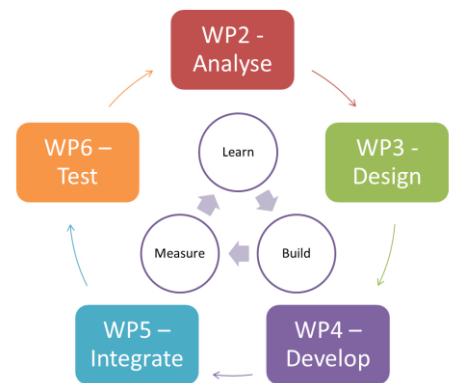 WP2 -
Analyse
WP3 -
Design
WP4 –
Develop
WP5 –
Integrate
WP6 –
Test
Learn
Build
Measure